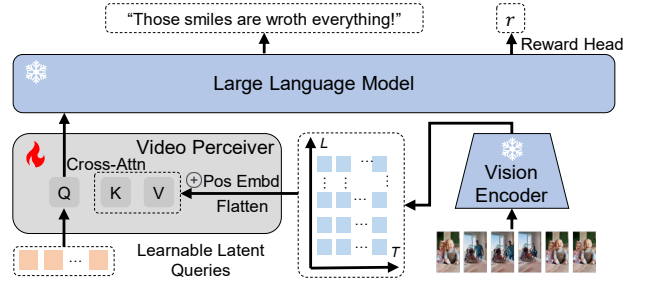 “Those smiles are wroth everything!”
r
Reward Head
Large Language Model
Video Perceiver
Cross-Attn
Q
K
V
Pos Embd
Flatten
L
T
Vision
Encoder
Learnable Latent
Queries